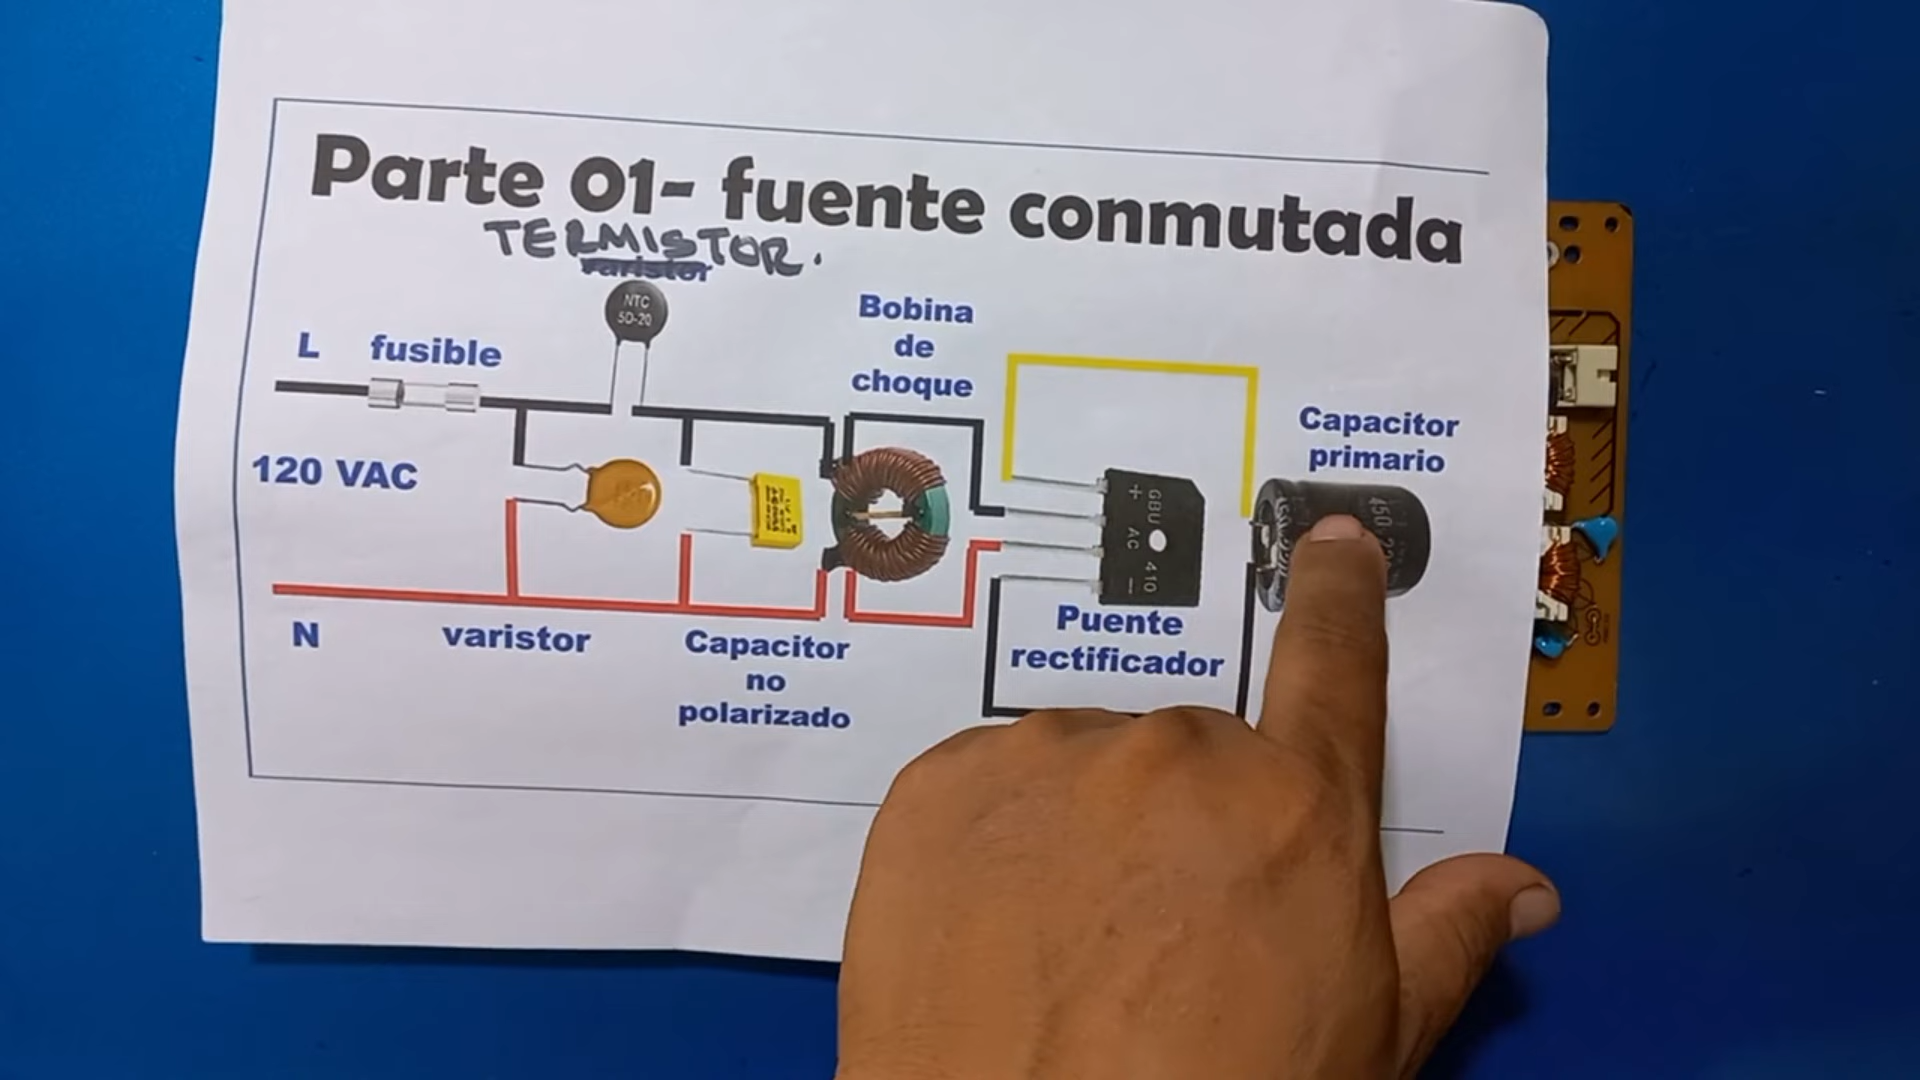 Parte 01- fuente conmutada
TERMISTOR.
varistor
NTC
5D-20
L
fusible
Bobina
de
choque
Capacitor
primario
120 VAC
+
GBU
AC
410
-
450
N
varistor
Capacitor
no
polarizado
Puente
rectificador